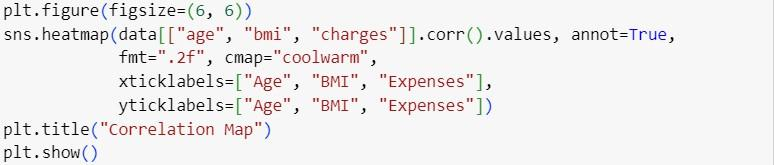 plt.figure(figsize=(6, 6))
sns.heatmap(data[["age", "bmi", "charges"]].corr().values, annot=True,
            fmt=".2f", cmap="coolwarm",
            xticklabels=["Age", "BMI", "Expenses"],
            yticklabels=["Age", "BMI", "Expenses"])
plt.title("Correlation Map")
plt.show()